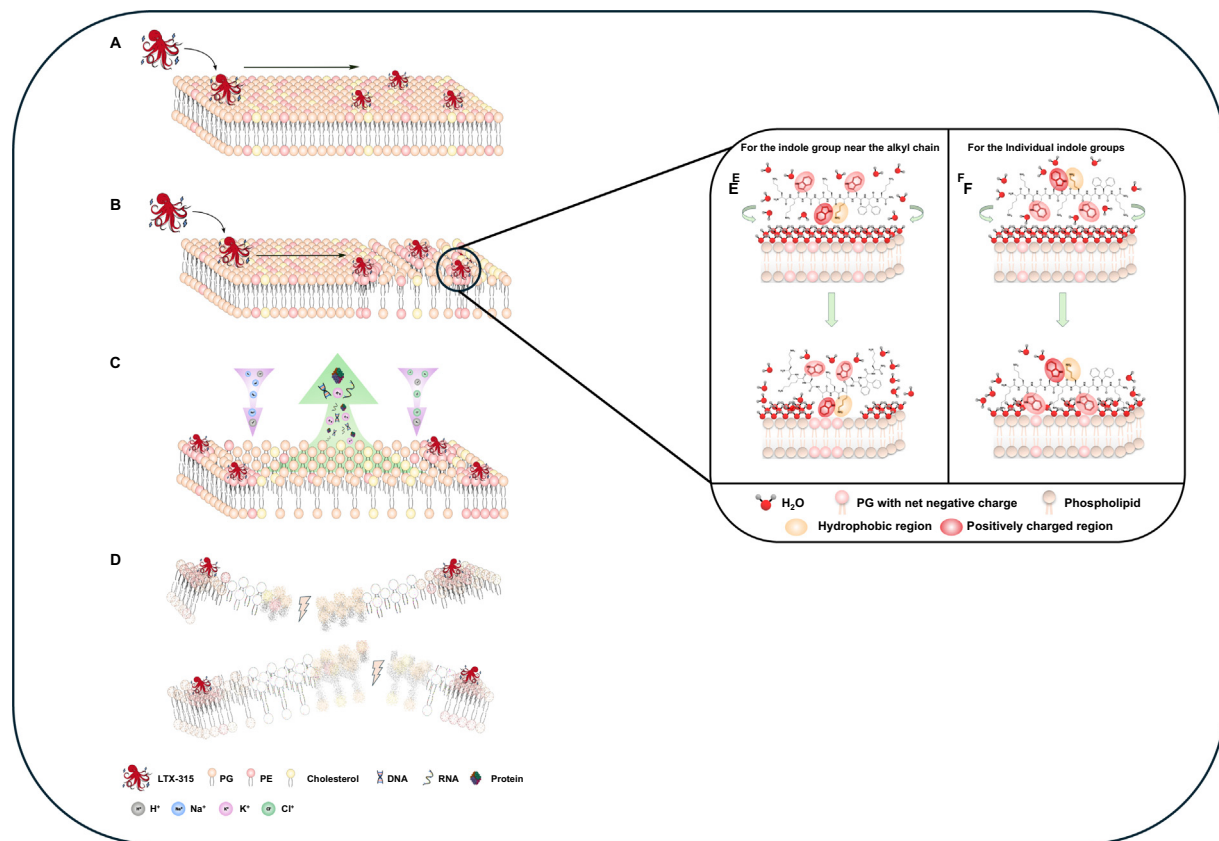 A
B
C
D
For the indole group near the alkyl chain
For the Individual indole groups
E
E
F
F
H₂O
PG with net negative charge
Phospholipid
Hydrophobic region
Positively charged region
LTX-315
PG
PE
Cholesterol
DNA
RNA
Protein
H⁺
Na⁺
K⁺
Cl⁺